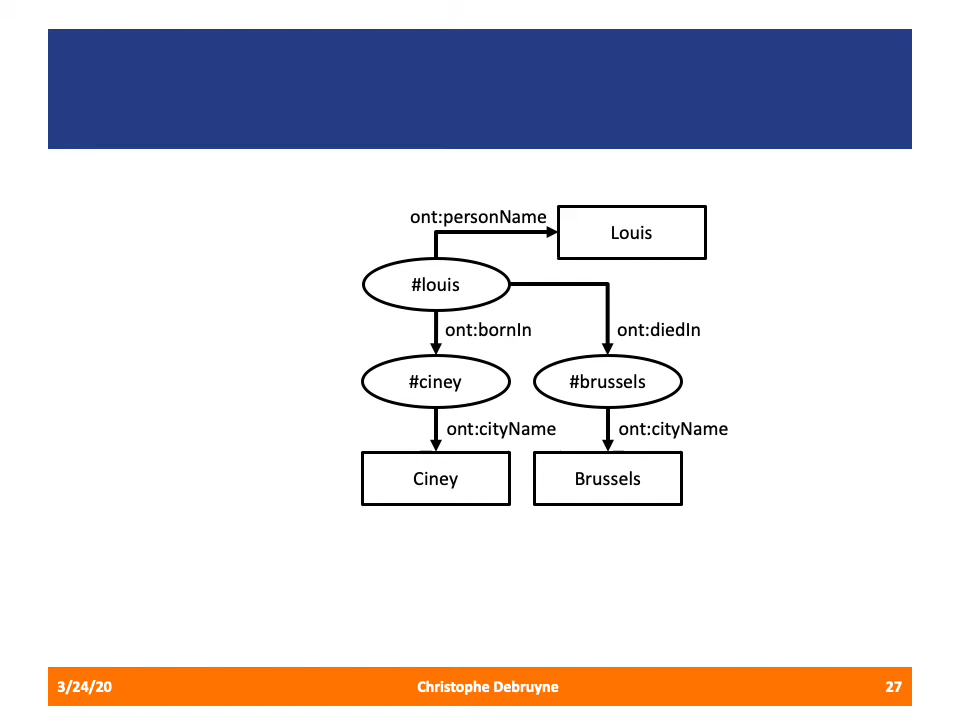 ont:personName
Louis
#louis
ont:bornIn
ont:diedIn
#ciney
#brussels
ont:cityName
ont:cityName
Ciney
Brussels
3/24/20
Christophe Debruyne
27